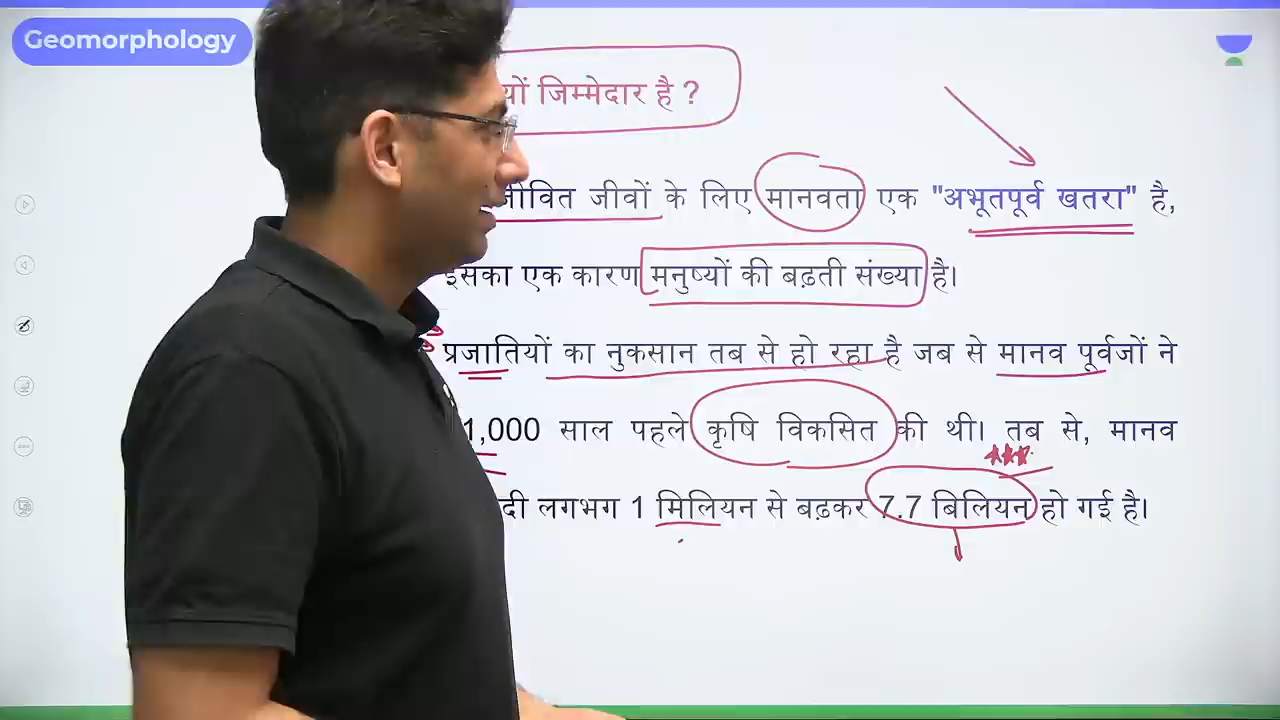 Geomorphology
यों जिम्मेदार है ?
जीवित जीवों के लिए मानवता एक "अभूतपूर्व खतरा" है,
इसका एक कारण मनुष्यों की बढ़ती संख्या है।
प्रजातियों का नुकसान तब से हो रहा है जब से मानव पूर्वजों ने
1,000 साल पहले कृषि विकसित की थी। तब से, मानव
दी लगभग 1 मिलियन से बढ़कर 7.7 बिलियन हो गई है।